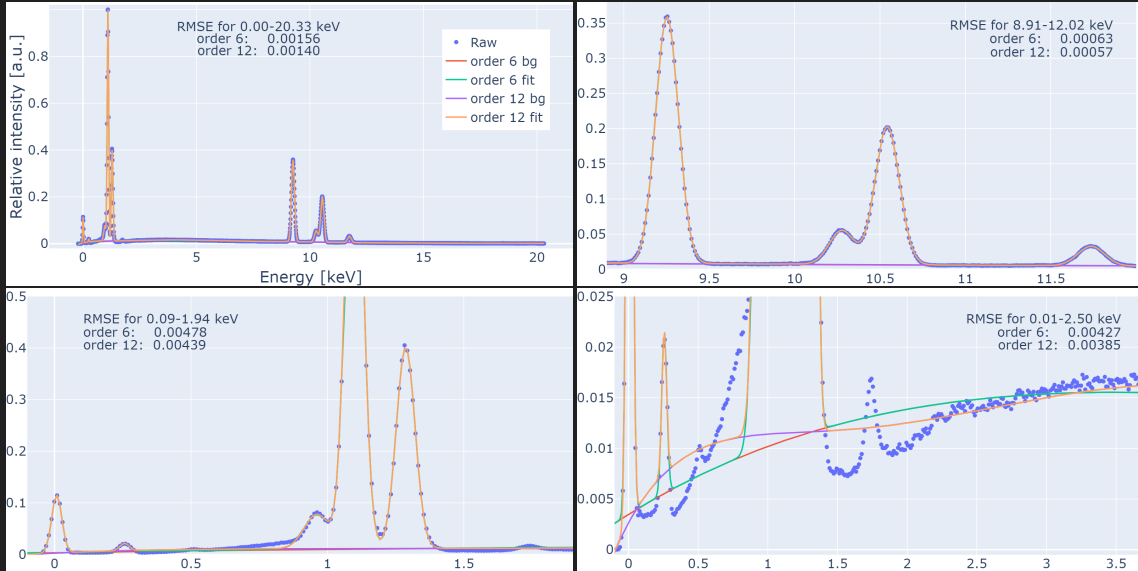 RMSE for 0.00-20.33 keV
order 6: 0.00156
order 12: 0.00140
Raw
order 6 bg
order 6 fit
order 12 bg
order 12 fit
Relative intensity [a.u.]
0.8
0.6
0.4
0.2
0
0 5 10 15 20
Energy [keV]
RMSE for 8.91-12.02 keV
order 6: 0.00063
order 12: 0.00057
0.35
0.3
0.25
0.2
0.15
0.1
0.05
0
9 9.5 10 10.5 11 11.5
RMSE for 0.09-1.94 keV
order 6: 0.00478
order 12: 0.00439
0.5
0.4
0.3
0.2
0.1
0
0 0.5 1 1.5
RMSE for 0.01-2.50 keV
order 6: 0.00427
order 12: 0.00385
0.025
0.02
0.015
0.01
0.005
0
0 0.5 1 1.5 2 2.5 3 3.5